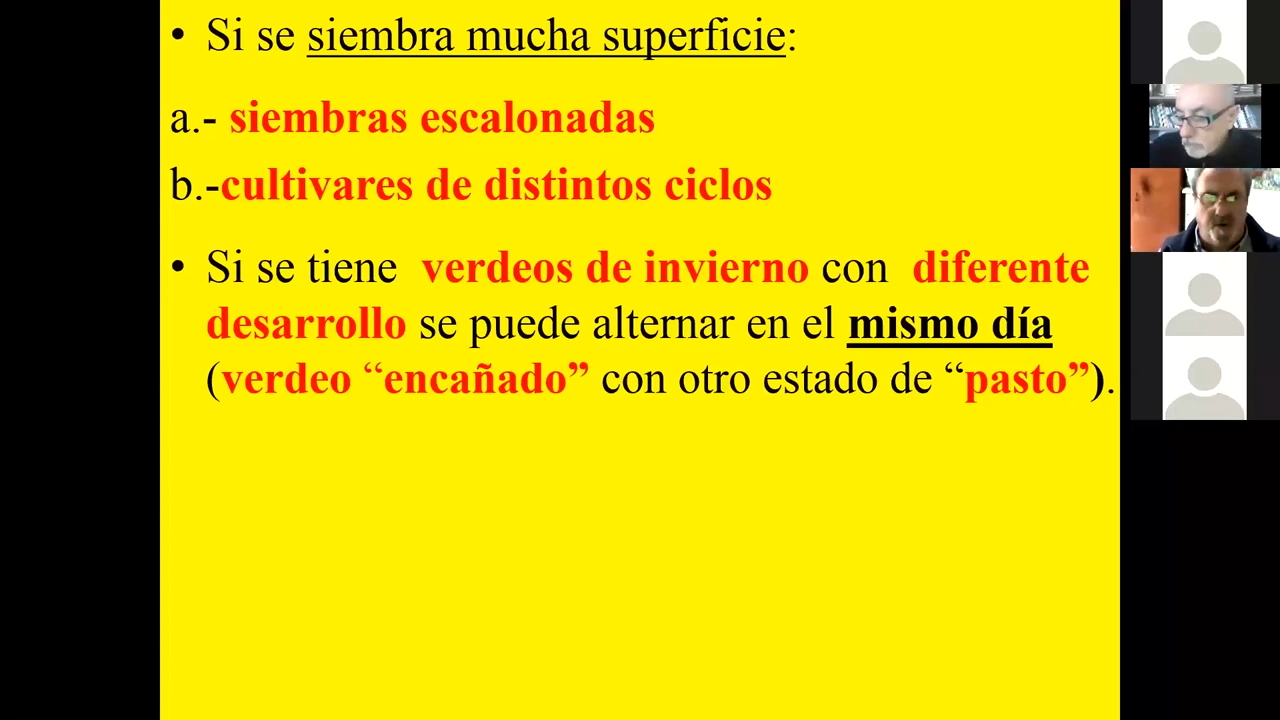 • Si se siembra mucha superficie:
a.- siembras escalonadas
b.-cultivares de distintos ciclos
• Si se tiene verdeos de invierno con diferente
desarrollo se puede alternar en el mismo día
(verdeo “encañado” con otro estado de “pasto”).